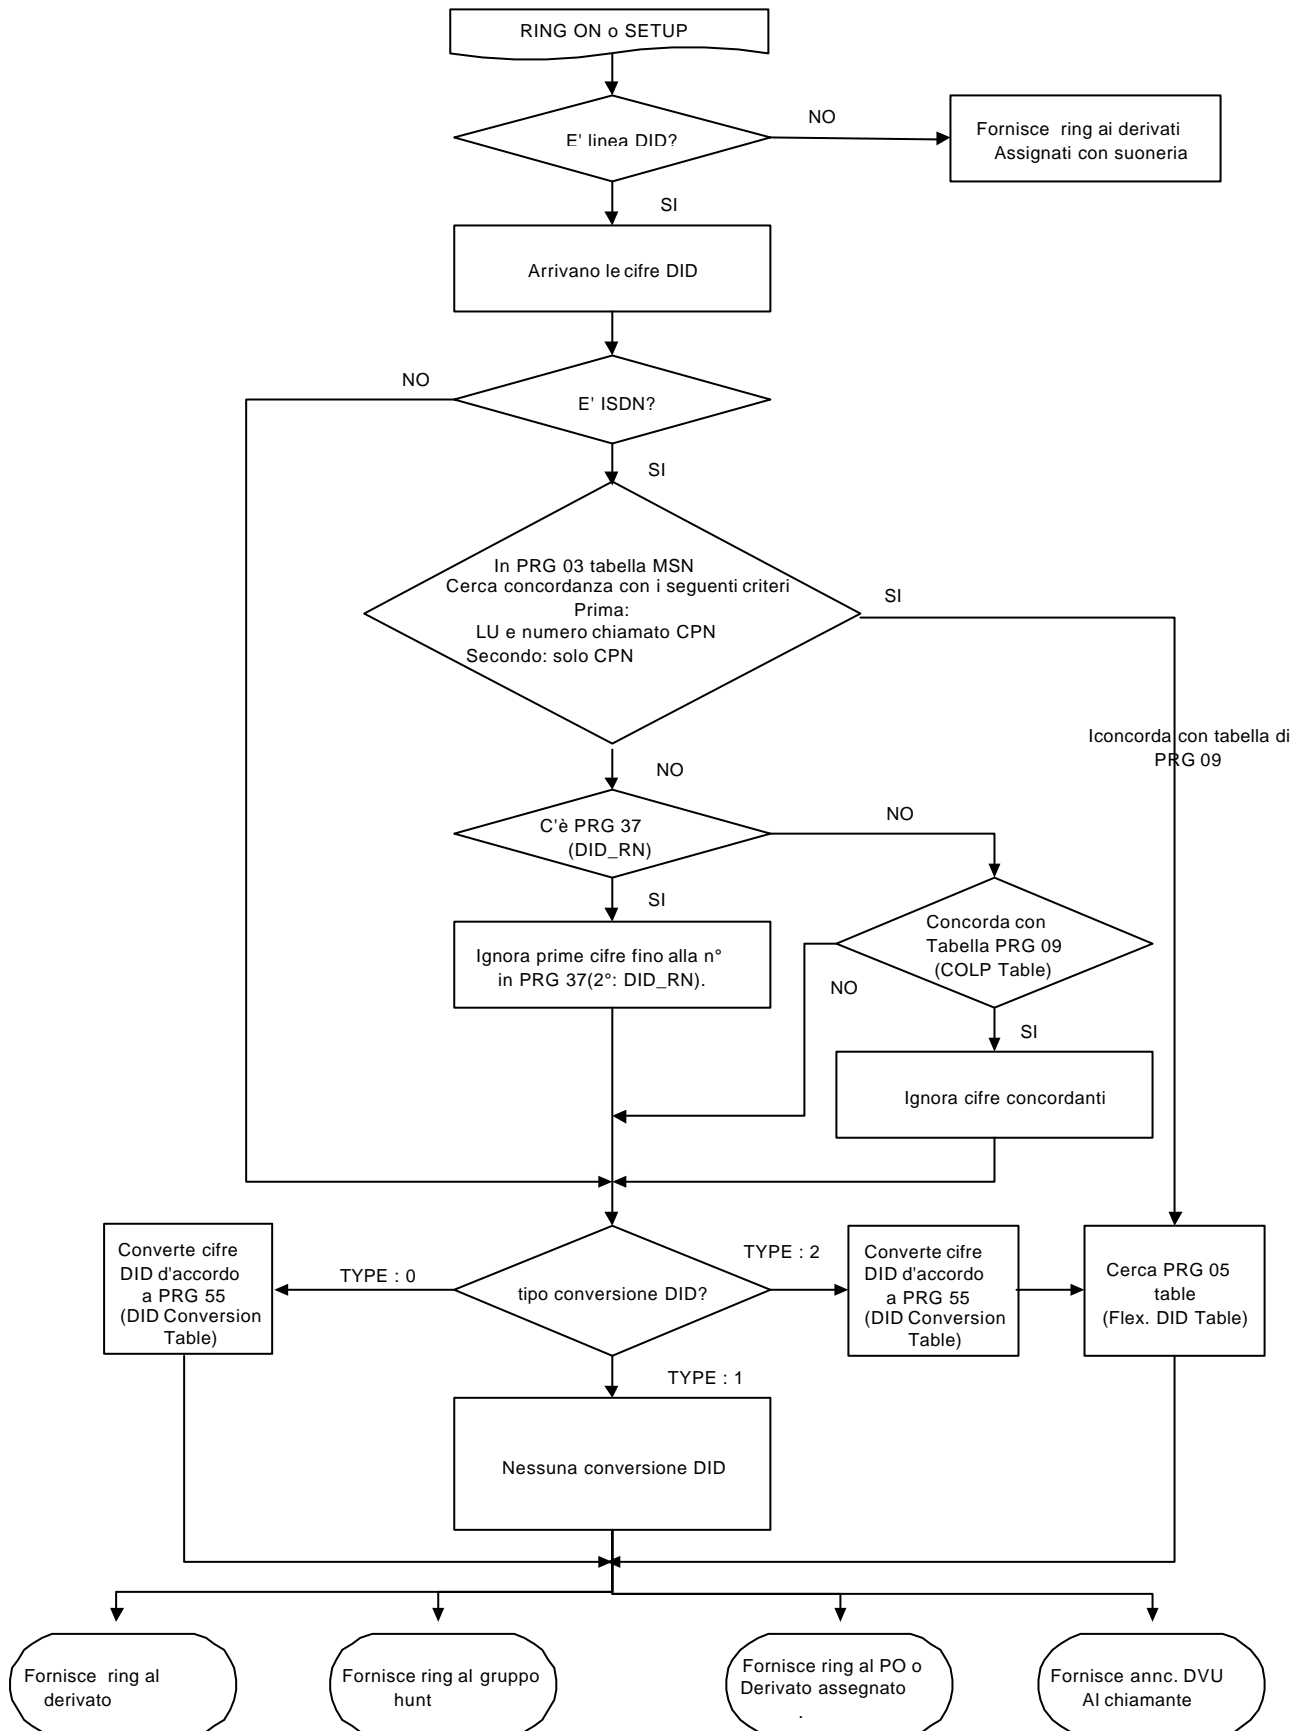 RING ON o SETUP
E' linea DID?
NO
Fornisce ring ai derivati
Assignati con suoneria
SI
Arrivano le cifre DID
NO
E' ISDN?
SI
In PRG 03 tabella MSN
Cerca concordanza con i seguenti criteri
Prima:
LU e numero chiamato CPN
Secondo: solo CPN
SI
Iconcorda con tabella di
PRG 09
NO
C'è PRG 37
(DID_RN)
NO
SI
Concorda con
Tabella PRG 09
(COLP Table)
Ignora prime cifre fino alla n°
in PRG 37(2°: DID_RN).
NO
SI
Ignora cifre concordanti
Converte cifre
DID d'accordo
a PRG 55
(DID Conversion
Table)
TYPE : 0
tipo conversione DID?
TYPE : 2
Converte cifre
DID d'accordo
a PRG 55
(DID Conversion
Table)
Cerca PRG 05
table
(Flex. DID Table)
TYPE : 1
Nessuna conversione DID
Fornisce ring al
derivato
Fornisce ring al gruppo
hunt
Fornisce ring al PO o
Derivato assegnato
.
Fornisce annc. DVU
Al chiamante